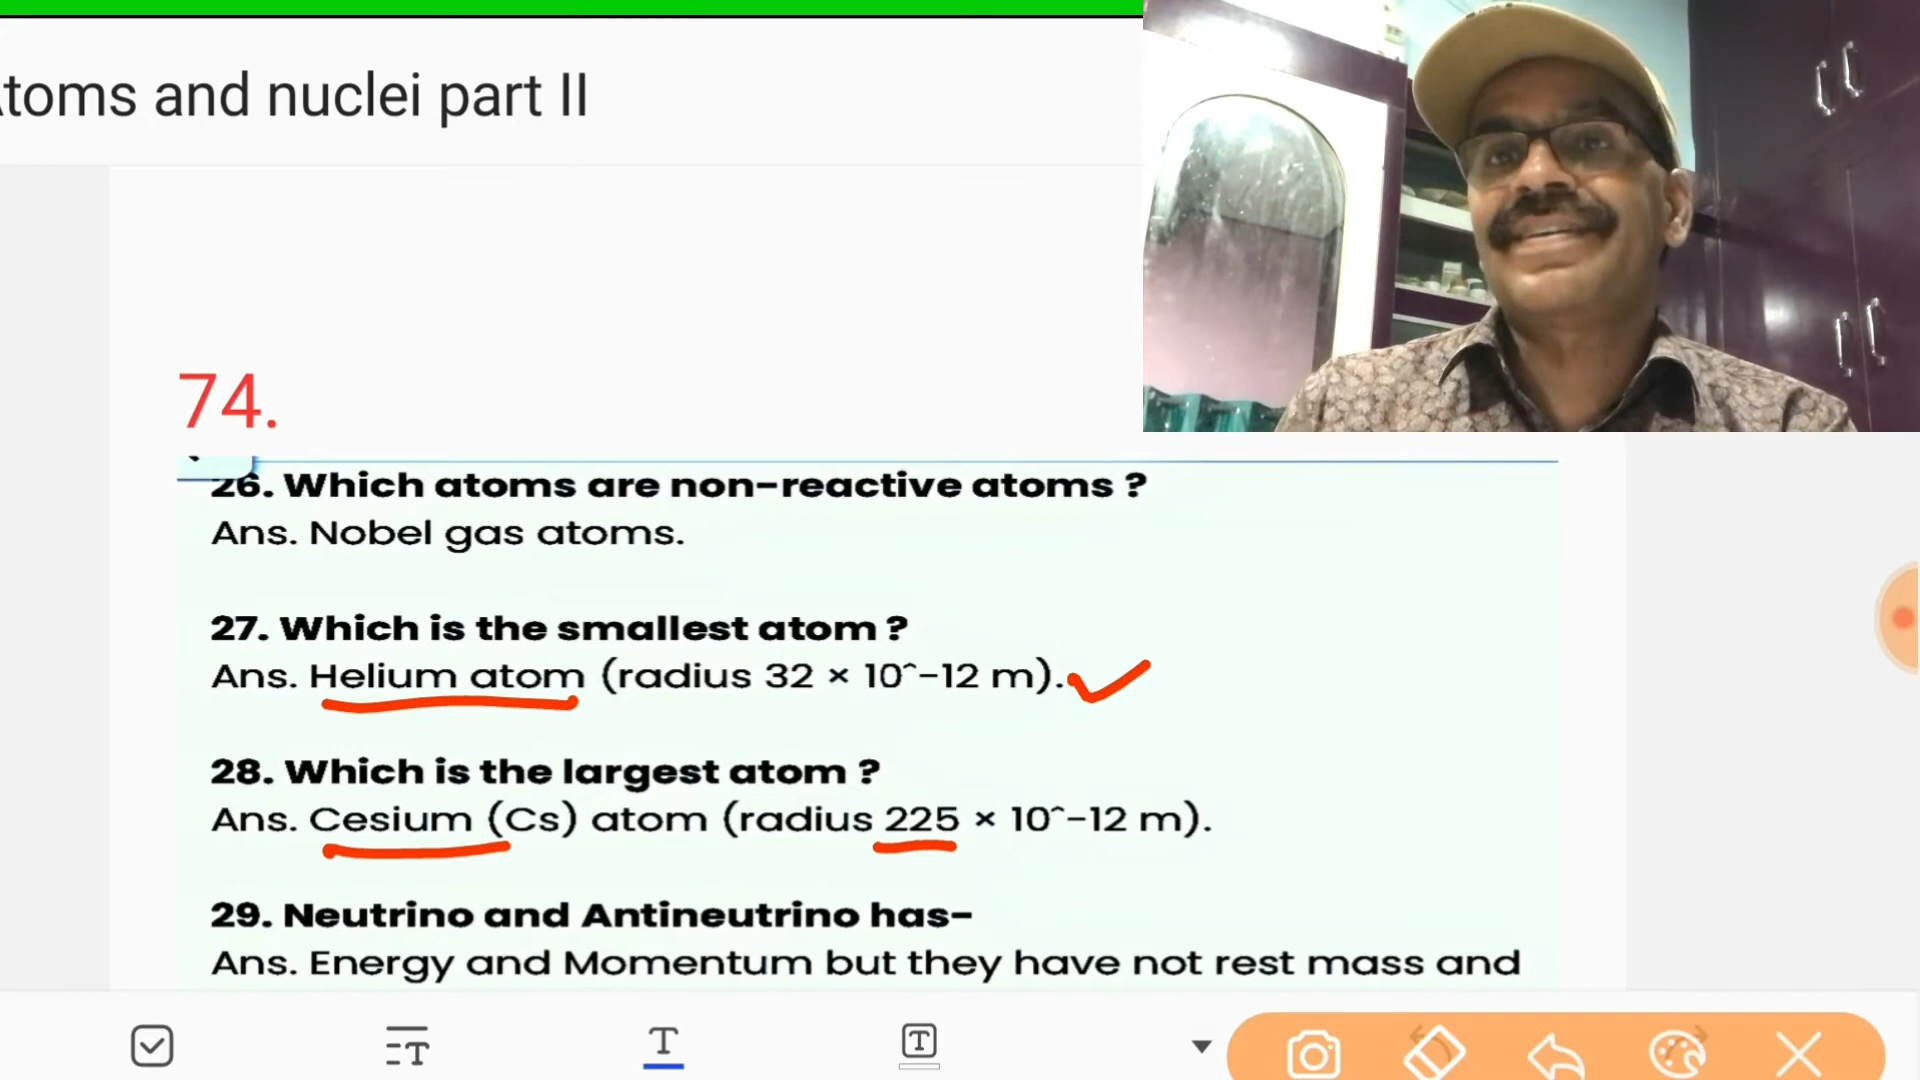 toms and nuclei part II
74.
26. Which atoms are non-reactive atoms ?
Ans. Nobel gas atoms.
27. Which is the smallest atom ?
Ans. Helium atom (radius 32 × 10^-12 m).
28. Which is the largest atom ?
Ans. Cesium (Cs) atom (radius 225 × 10^-12 m).
29. Neutrino and Antineutrino has-
Ans. Energy and Momentum but they have not rest mass and